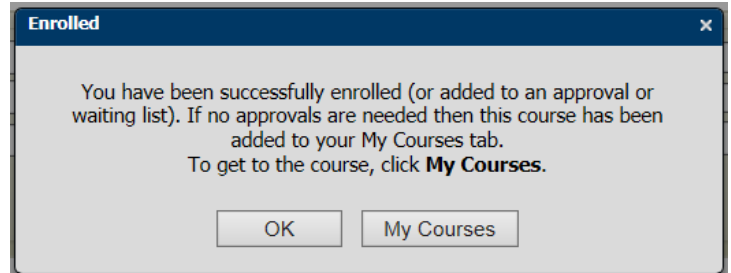 Enrolled
x
You have been successfully enrolled (or added to an approval or
waiting list). If no approvals are needed then this course has been
added to your My Courses tab.
To get to the course, click My Courses.
OK
My Courses